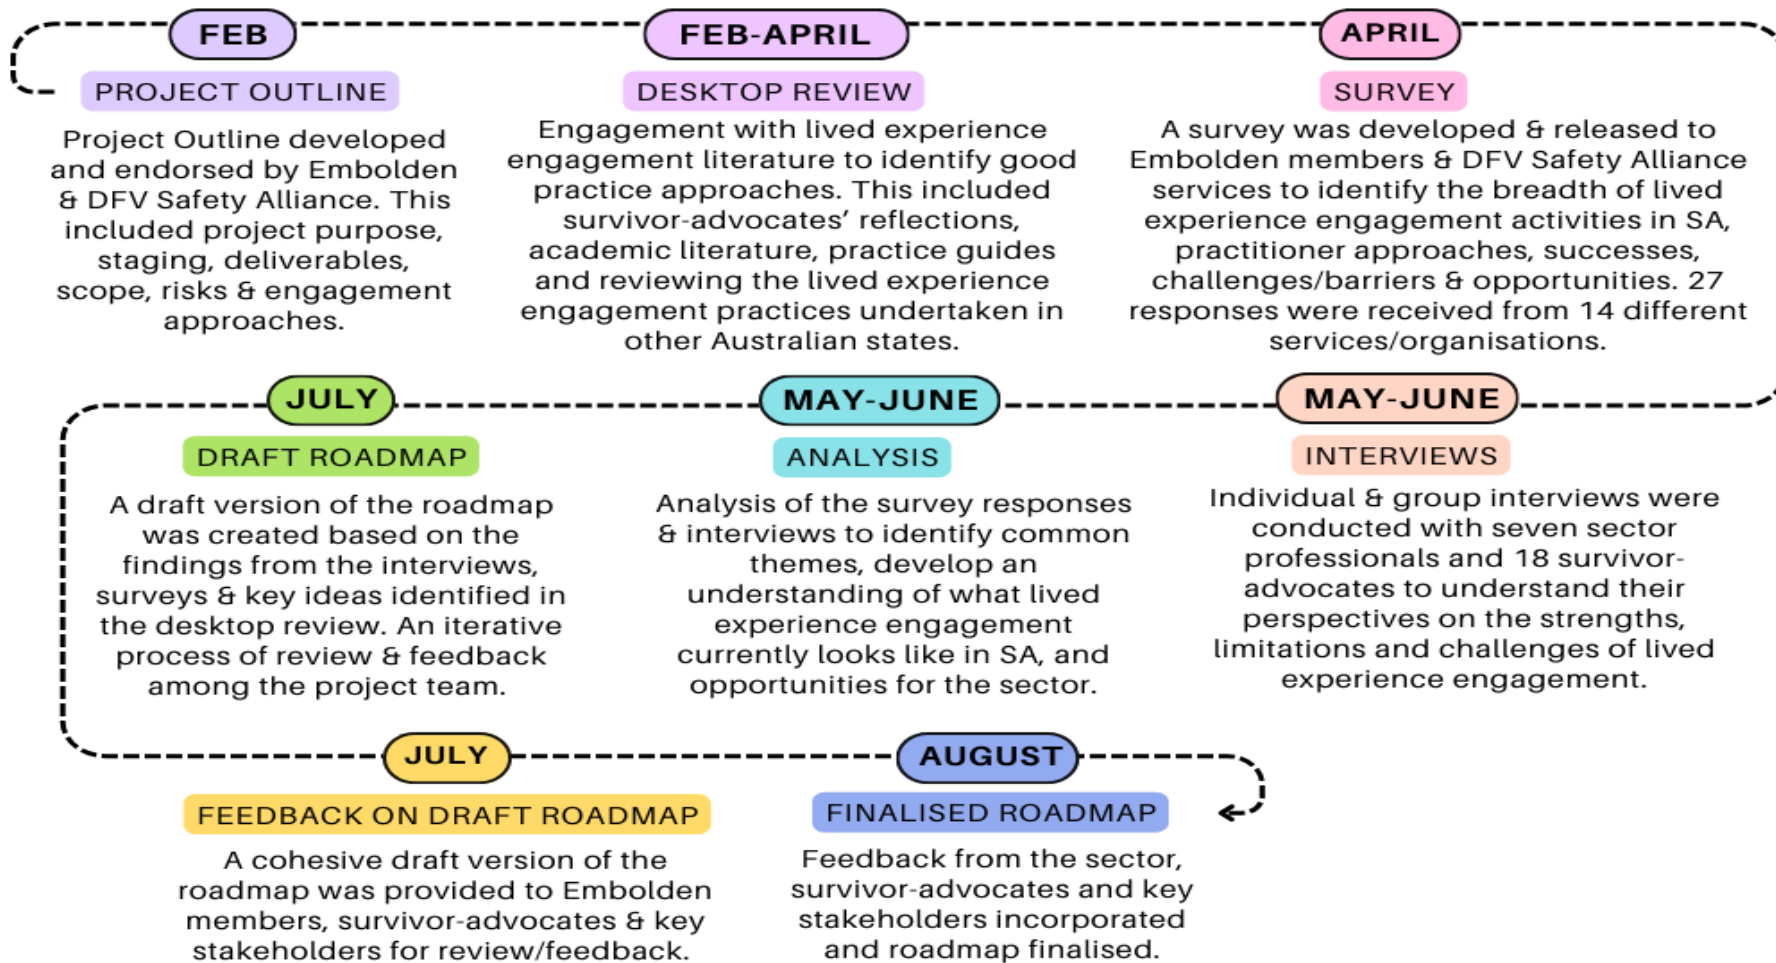 FEB
PROJECT OUTLINE
Project Outline developed
and endorsed by Embolden
& DFV Safety Alliance. This
included project purpose,
staging, deliverables,
scope, risks & engagement
approaches.
FEB-APRIL
DESKTOP REVIEW
Engagement with lived experience
engagement literature to identify good
practice approaches. This included
survivor-advocates’ reflections,
academic literature, practice guides
and reviewing the lived experience
engagement practices undertaken in
other Australian states.
APRIL
SURVEY
A survey was developed & released to
Embolden members & DFV Safety Alliance
services to identify the breadth of lived
experience engagement activities in SA,
practitioner approaches, successes,
challenges/barriers & opportunities. 27
responses were received from 14 different
services/organisations.
MAY-JUNE
INTERVIEWS
Individual & group interviews were
conducted with seven sector
professionals and 18 survivor-
advocates to understand their
perspectives on the strengths,
limitations and challenges of lived
experience engagement.
MAY-JUNE
ANALYSIS
Analysis of the survey responses
& interviews to identify common
themes, develop an
understanding of what lived
experience engagement
currently looks like in SA, and
opportunities for the sector.
JULY
DRAFT ROADMAP
A draft version of the roadmap
was created based on the
findings from the interviews,
surveys & key ideas identified in
the desktop review. An iterative
process of review & feedback
among the project team.
JULY
FEEDBACK ON DRAFT ROADMAP
A cohesive draft version of the
roadmap was provided to Embolden
members, survivor-advocates & key
stakeholders for review/feedback.
AUGUST
FINALISED ROADMAP
Feedback from the sector,
survivor-advocates and key
stakeholders incorporated
and roadmap finalised.